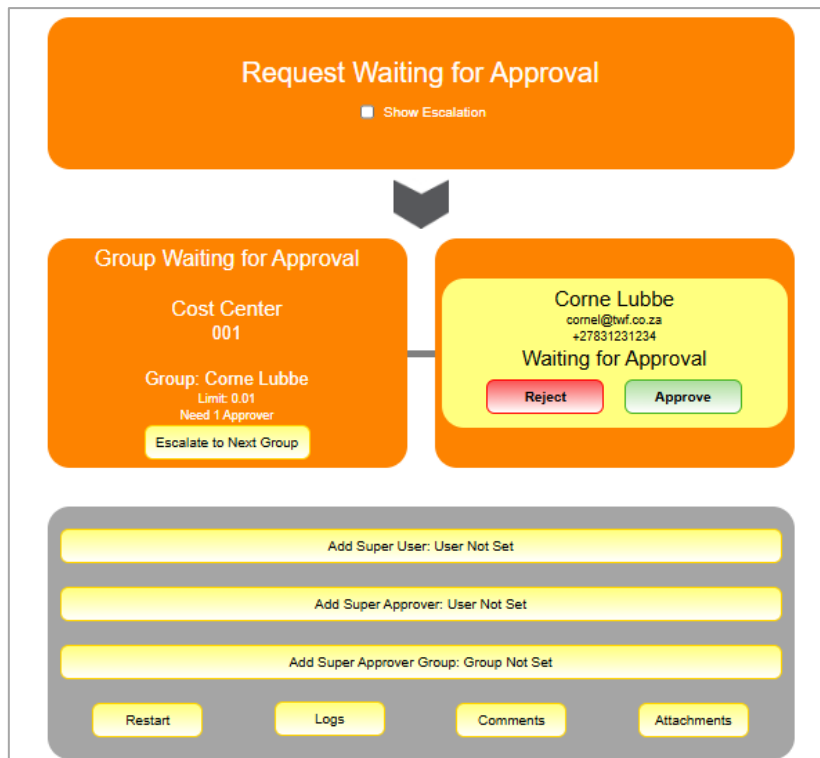 Request Waiting for Approval
Show Escalation
Group Waiting for Approval
Cost Center
001
Group: Corne Lubbe
Limit: 0.01
Need 1 Approver
Escalate to Next Group
Corne Lubbe
cornel@twf.co.za
+27831231234
Waiting for Approval
Reject
Approve
Add Super User: User Not Set
Add Super Approver: User Not Set
Add Super Approver Group: Group Not Set
Restart
Logs
Comments
Attachments